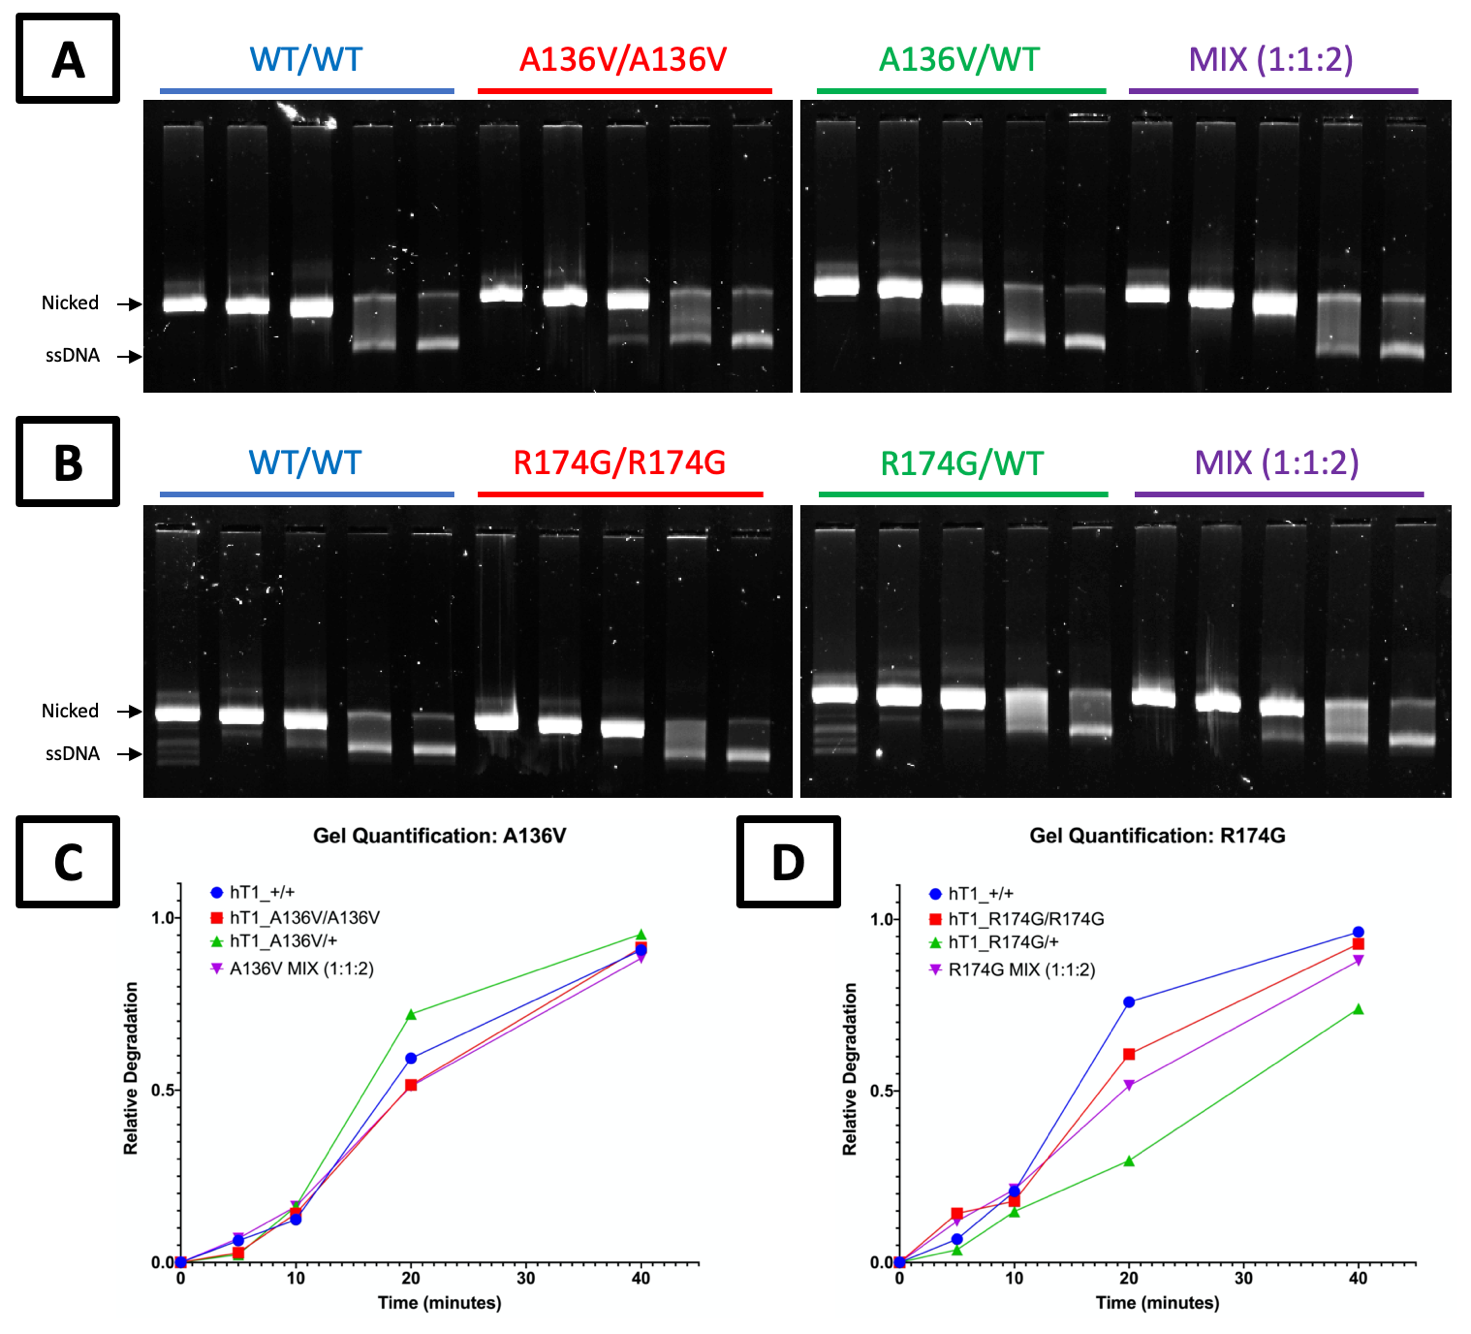 A
WT/WT
A136V/A136V
A136V/WT
MIX (1:1:2)
Nicked
ssDNA
B
WT/WT
R174G/R174G
R174G/WT
MIX (1:1:2)
Nicked
ssDNA
C
Gel Quantification: A136V
hT1_+/+
hT1_A136V/A136V
hT1_A136V/+
A136V MIX (1:1:2)
Relative Degradation
1.0
0.5
0.0
0 10 20 30 40
Time (minutes)
D
Gel Quantification: R174G
hT1_+/+
hT1_R174G/R174G
hT1_R174G/+
R174G MIX (1:1:2)
Relative Degradation
1.0
0.5
0.0
0 10 20 30 40
Time (minutes)